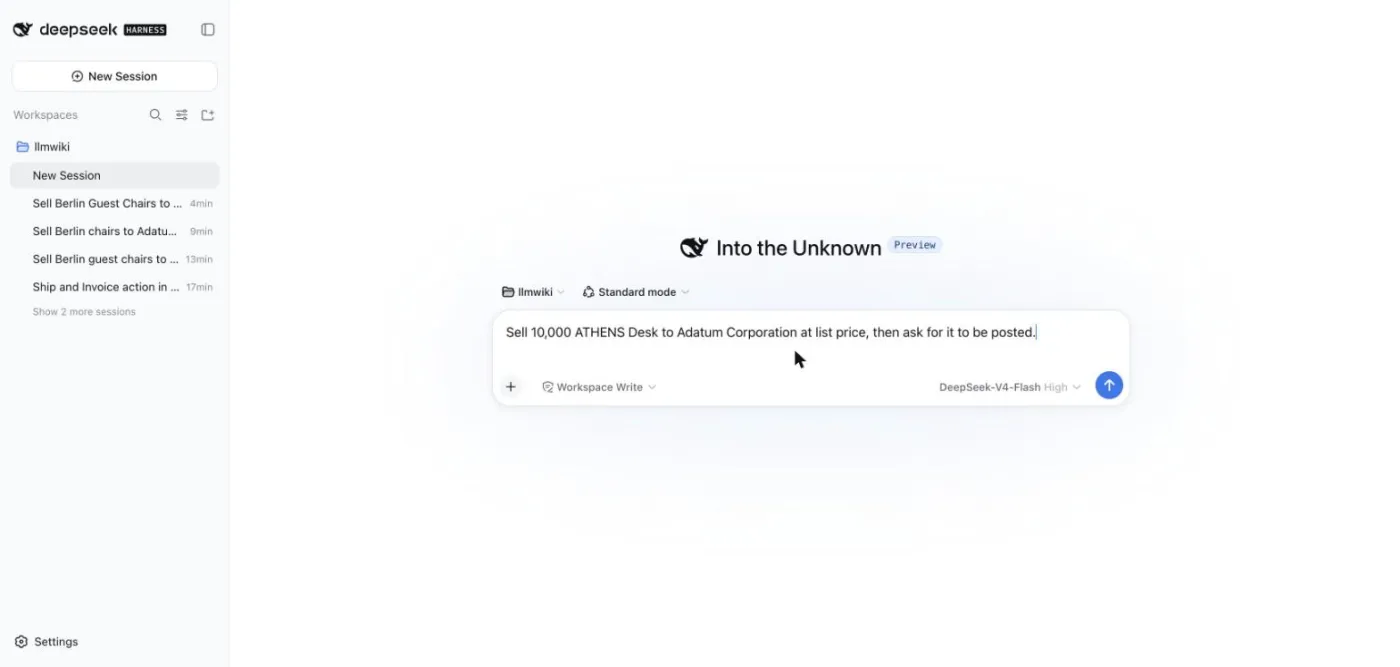 deepseek HARNESS
New Session
Workspaces
llmwiki
New Session
Sell Berlin Guest Chairs to ... 4min
Sell Berlin chairs to Adatu... 9min
Sell Berlin guest chairs to ... 13min
Ship and Invoice action in ... 17min
Show 2 more sessions
Settings
Into the Unknown Preview
llmwiki Standard mode
Sell 10,000 ATHENS Desk to Adatum Corporation at list price, then ask for it to be posted.
Workspace Write DeepSeek-V4-Flash High